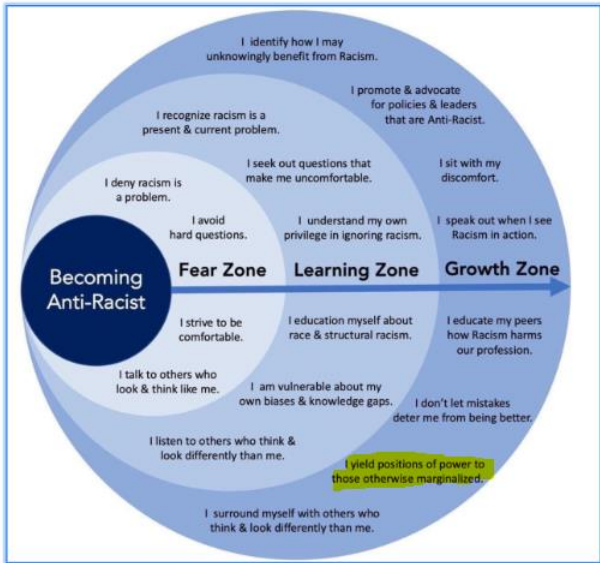 I identify how I may
unknowingly benefit from Racism.
I promote & advocate
for policies & leaders
that are Anti-Racist.
I recognize racism is a
present & current problem.
I seek out questions that
make me uncomfortable.
I sit with my
discomfort.
I deny racism is
a problem.
I avoid
hard questions.
I understand my own
privilege in ignoring racism.
I speak out when I see
Racism in action.
Becoming
Anti-Racist
Fear Zone
Learning Zone
Growth Zone
I strive to be
comfortable.
I education myself about
race & structural racism.
I educate my peers
how Racism harms
our profession.
I talk to others who
look & think like me.
I am vulnerable about my
own biases & knowledge gaps.
I don't let mistakes
deter me from being better.
I listen to others who think &
look differently than me.
I yield positions of power to
those otherwise marginalized.
I surround myself with others who
think & look differently than me.